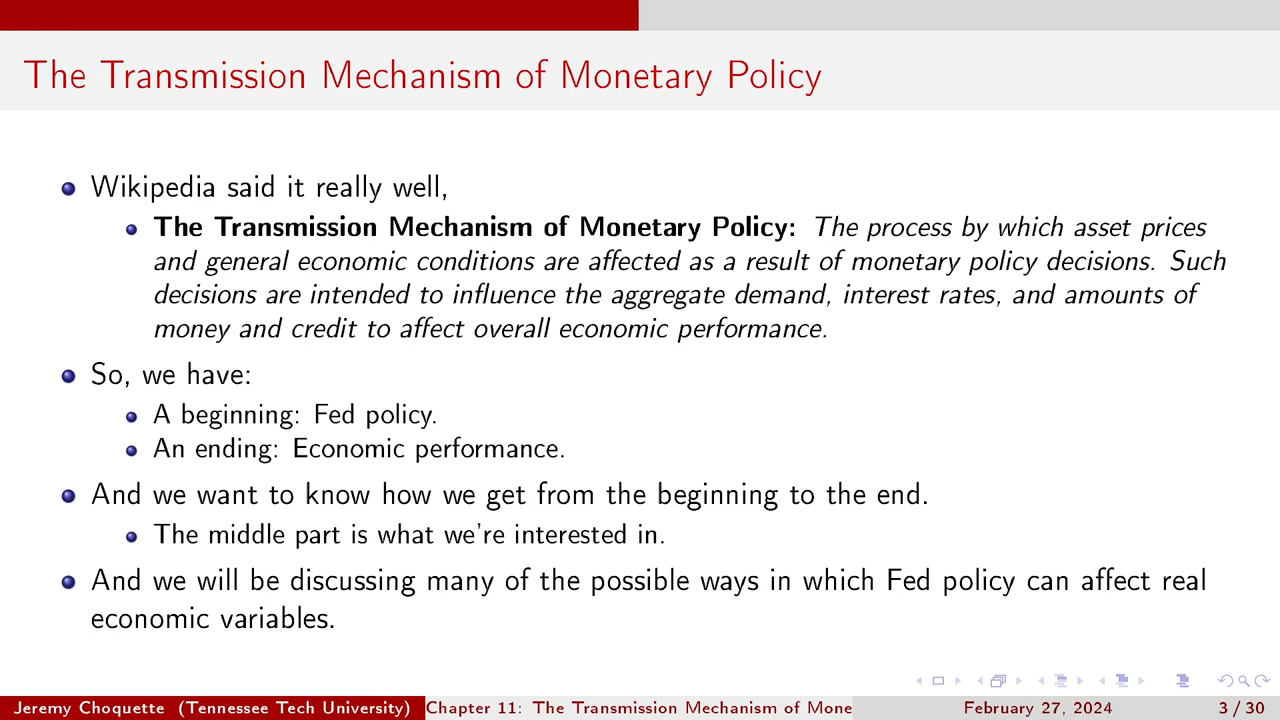 The Transmission Mechanism of Monetary Policy
Wikipedia said it really well,
The Transmission Mechanism of Monetary Policy: The process by which asset prices
and general economic conditions are affected as a result of monetary policy decisions. Such
decisions are intended to influence the aggregate demand, interest rates, and amounts of
money and credit to affect overall economic performance.
So, we have:
A beginning: Fed policy.
An ending: Economic performance.
And we want to know how we get from the beginning to the end.
The middle part is what we're interested in.
And we will be discussing many of the possible ways in which Fed policy can affect real
economic variables.
Jeremy Choquette (Tennessee Tech University) Chapter 11: The Transmission Mechanism of Mone February 27, 2024 3 / 30